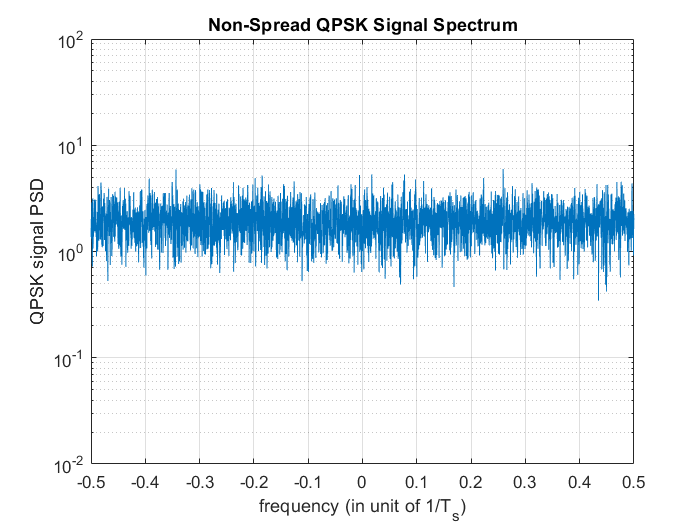 Non-Spread QPSK Signal Spectrum
QPSK signal PSD
10^2
10^1
10^0
10^-1
10^-2
-0.5 -0.4 -0.3 -0.2 -0.1 0 0.1 0.2 0.3 0.4 0.5
frequency (in unit of 1/T_s)